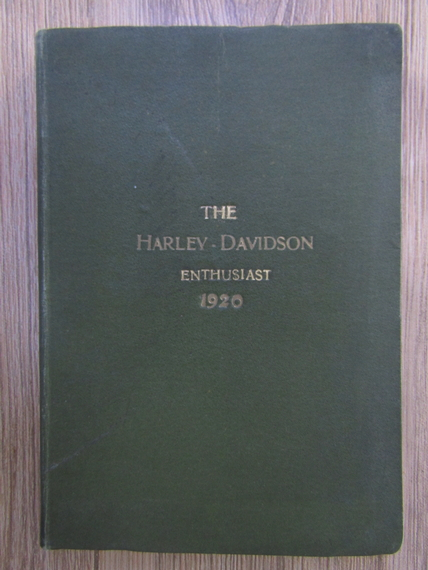 THE
HARLEY-DAVIDSON
ENTHUSIAST
1920